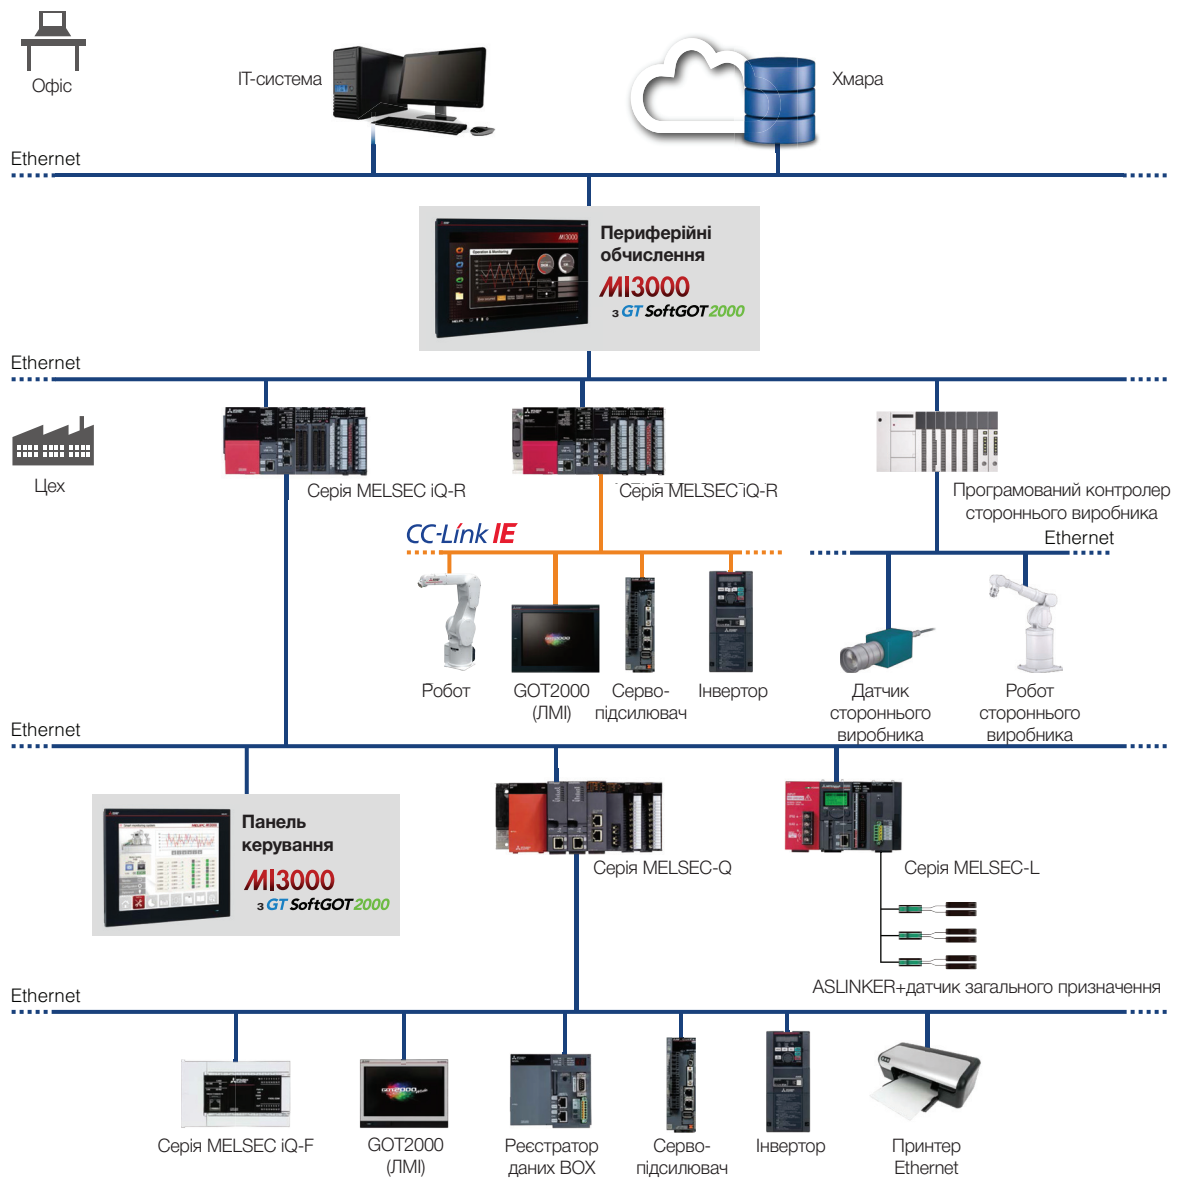 Офіс
ІТ-система
Хмара
Ethernet
Периферійні
обчислення
MI3000
з GT SoftGOT2000
Ethernet
Цех
Серія MELSEC iQ-R
Серія MELSEC iQ-R
Програмований контролер
стороннього виробника
Ethernet
CC-Link IE
Робот
GOT2000
(ЛМІ)
Серво-
підсилювач
Інвертор
Датчик
стороннього
виробника
Робот
стороннього
виробника
Ethernet
Панель
керування
MI3000
з GT SoftGOT2000
Серія MELSEC-Q
Серія MELSEC-L
ASLINKER+датчик загального призначення
Ethernet
Серія MELSEC iQ-F
GOT2000
(ЛМІ)
Реєстратор
даних BOX
Серво-
підсилювач
Інвертор
Принтер
Ethernet